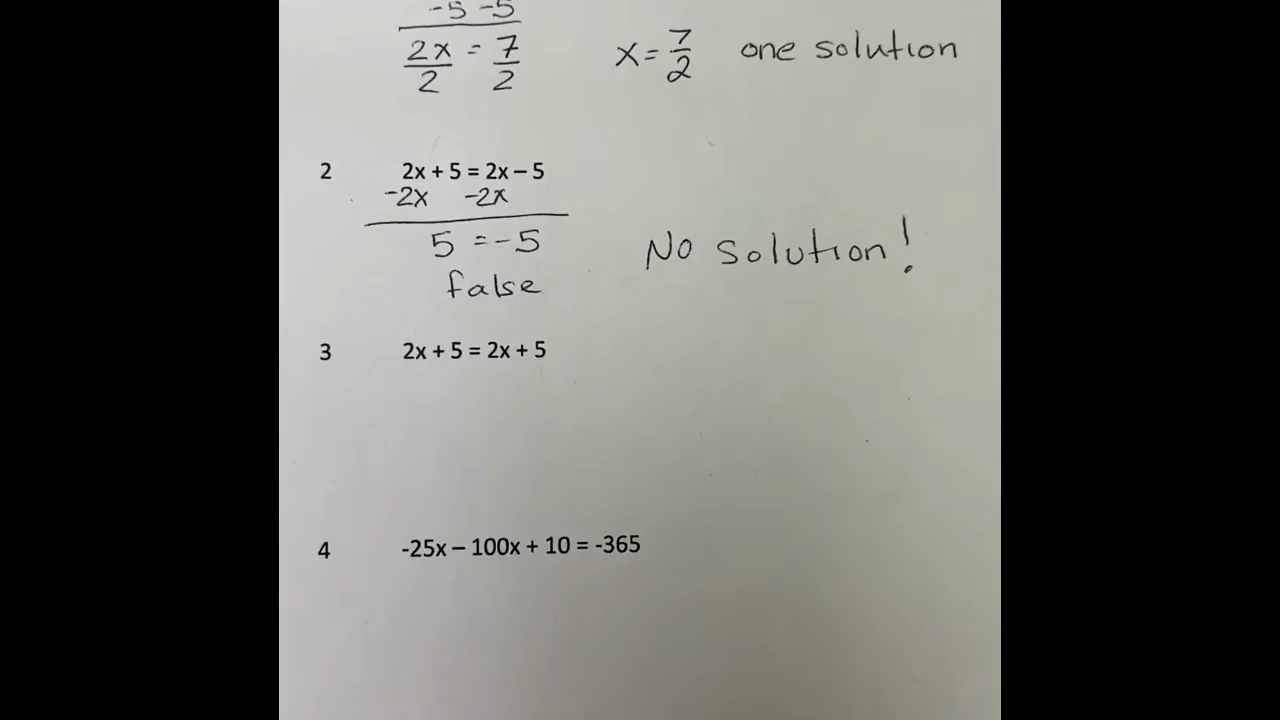 -5 -5
2x = 7 x = 7/2 one solution
2 2
2 2x + 5 = 2x – 5
-2x -2x
5 = -5 No solution!
false
3 2x + 5 = 2x + 5
4 -25x – 100x + 10 = -365